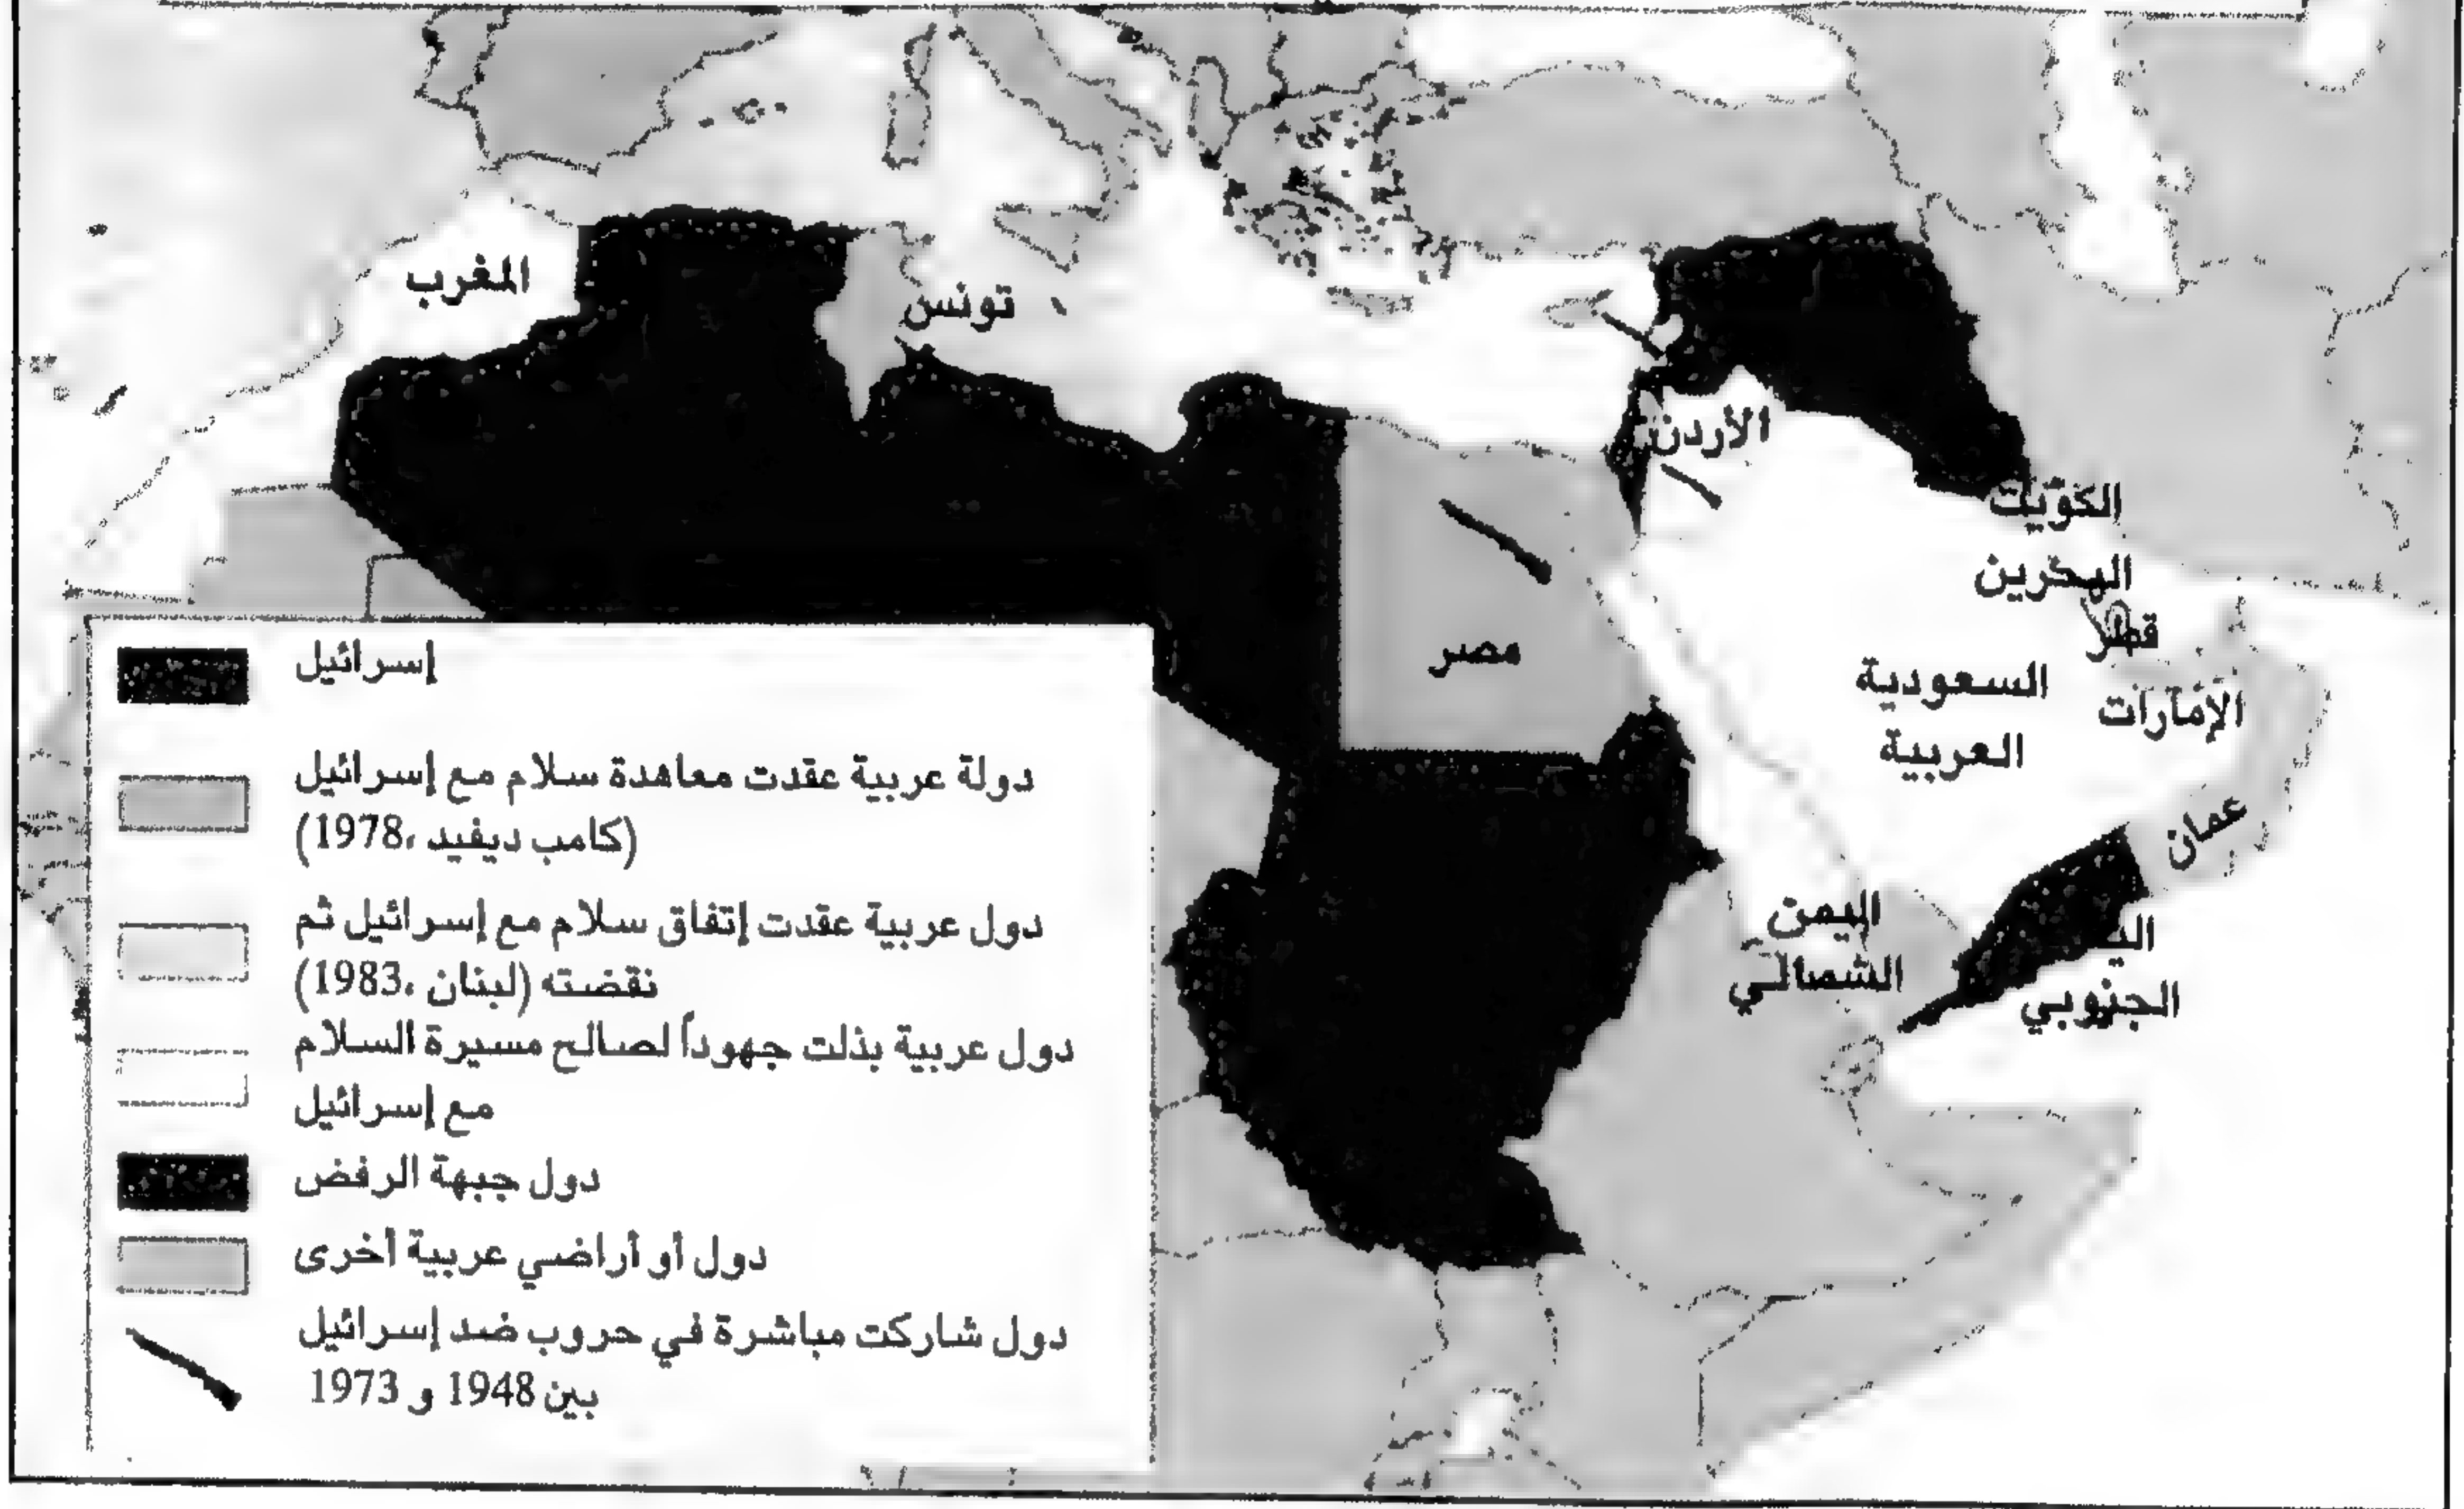 المغرب
تونس
الأردن
الكويت
البحرين
قطر
مصر
السعودية
العربية
الإمارات
عمان
اليمن
الشمالي
الجنوبي
إسرائيل
دولة عربية عقدت معاهدة سلام مع إسرائيل
(كامب ديفيد ،1978)
دول عربية عقدت إتفاق سلام مع إسرائيل ثم
نقضته (لبنان ،1983)
دول عربية بذلت جهوداً لصالح مسيرة السلام
مع إسرائيل
دول جبهة الرفض
دول أو أراضي عربية أخرى
دول شاركت مباشرة في حروب ضد إسرائيل
بين 1948 و 1973